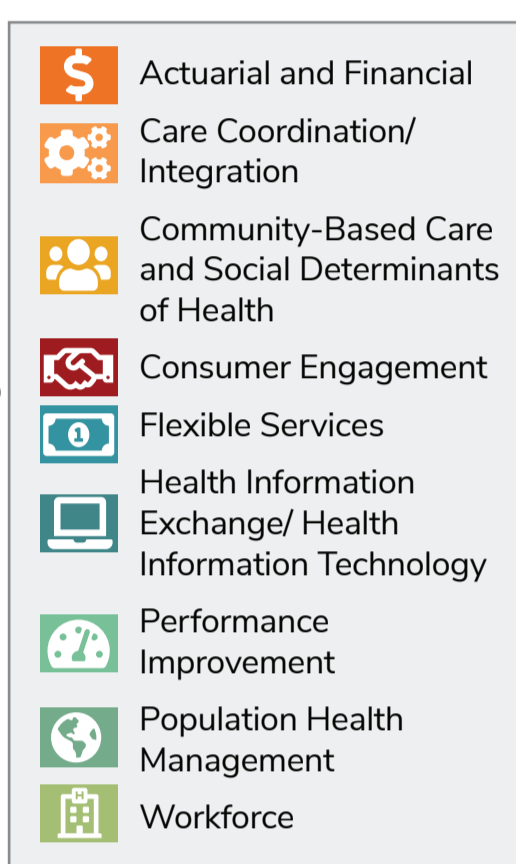 $
Actuarial and Financial
Care Coordination/
Integration
Community-Based Care
and Social Determinants
of Health
Consumer Engagement
1
Flexible Services
Health Information
Exchange/ Health
Information Technology
Performance
Improvement
Population Health
Management
H
Workforce